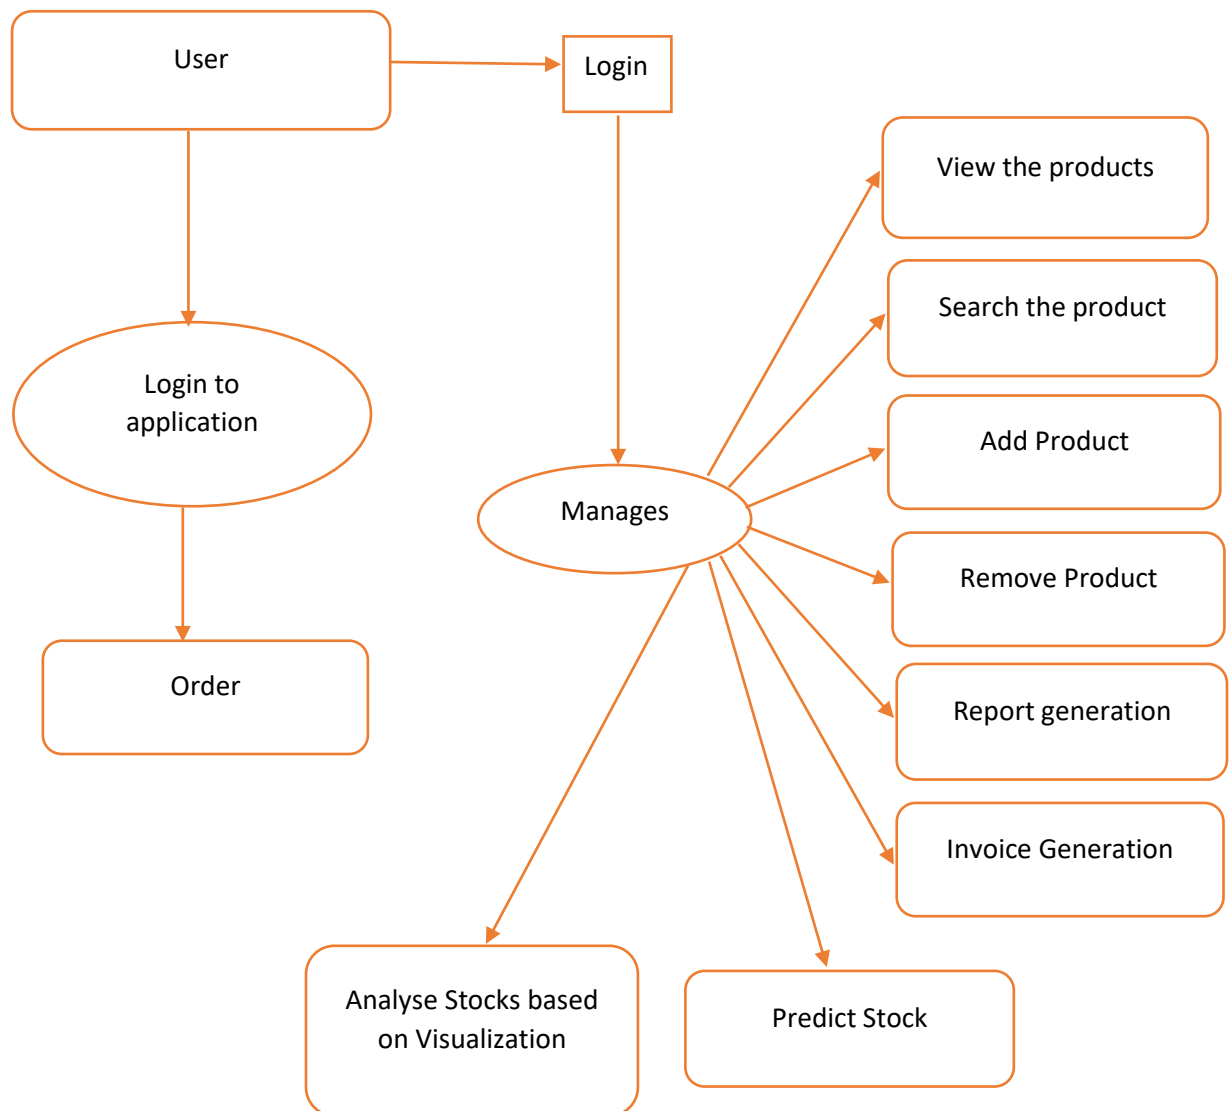 User
Login
View the products
Search the product
Login to
application
Add Product
Manages
Remove Product
Order
Report generation
Invoice Generation
Analyse Stocks based
on Visualization
Predict Stock